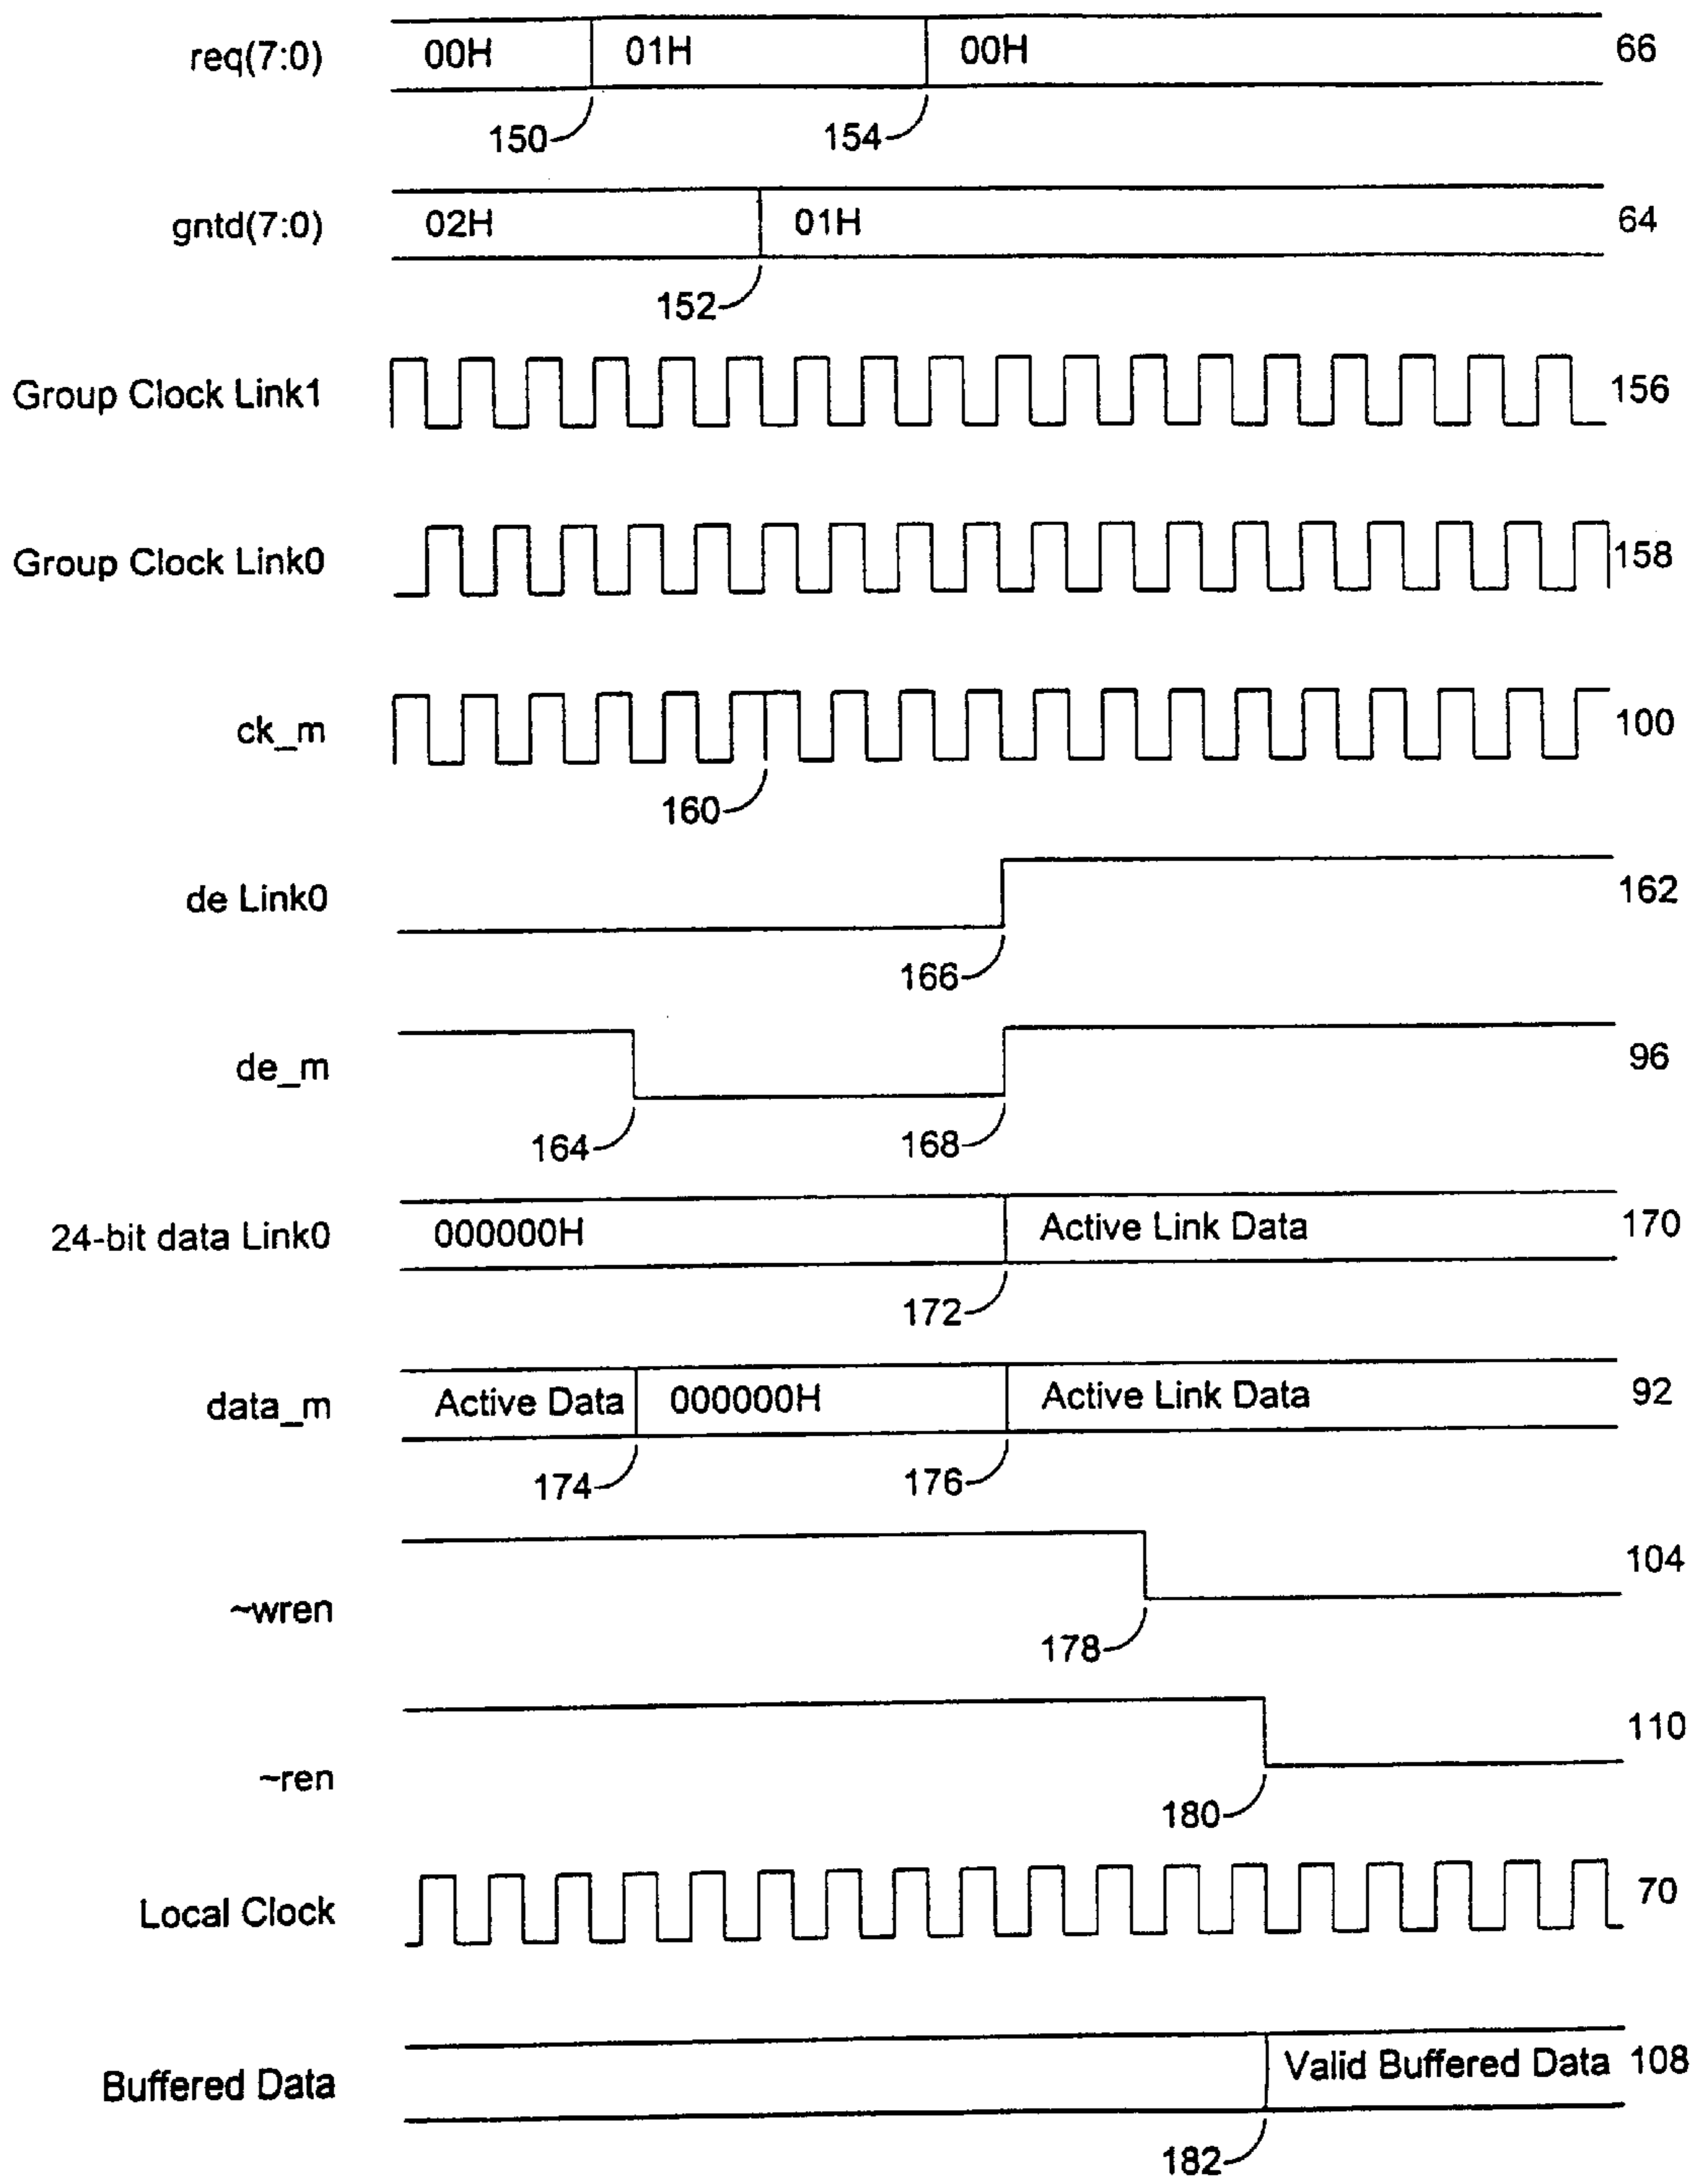 req(7:0) 00H 01H 00H 66
150 154
gntd(7:0) 02H 01H 64
152
Group Clock Link1 156
Group Clock Link0 158
ck_m 100
160
de Link0 162
166
de_m 96
164 168
24-bit data Link0 000000H Active Link Data 170
172
data_m Active Data 000000H Active Link Data 92
174 176
~wren 104
178
~ren 110
180
Local Clock 70
Buffered Data Valid Buffered Data 108
182